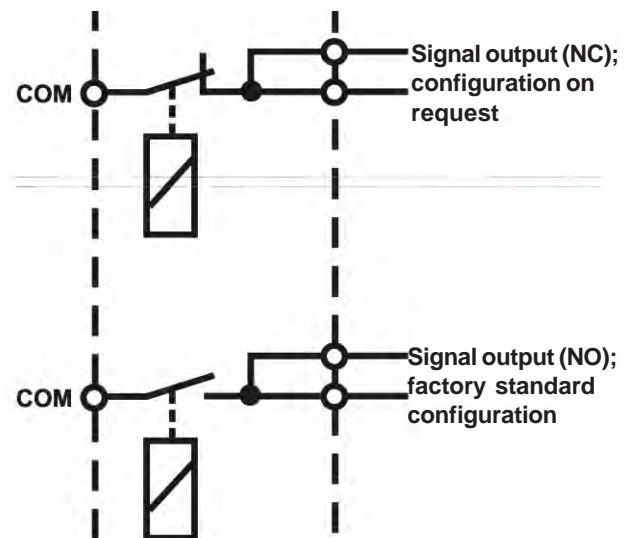 Signal output (NC);
COM
configuration on
request
Signal output (NO);
COM
factory standard
configuration